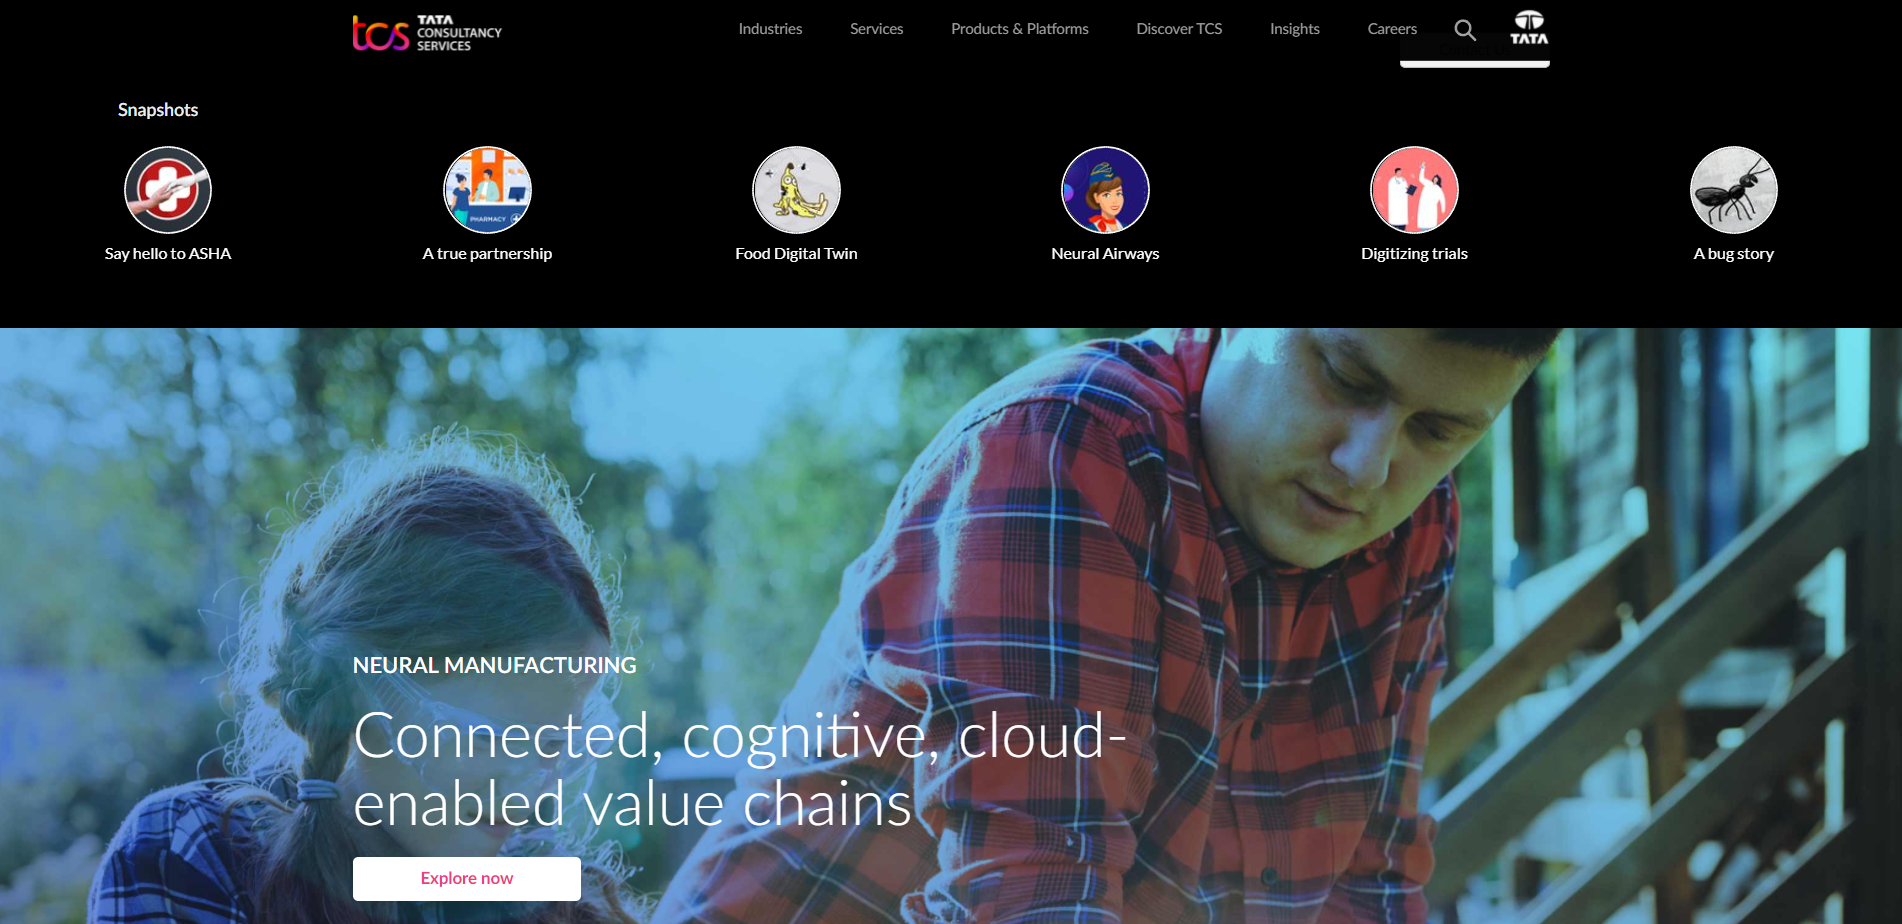 tcs TATA
CONSULTANCY
SERVICES
Industries
Services
Products & Platforms
Discover TCS
Insights
Careers
TATA
Snapshots
PHARMACY
Say hello to ASHA
A true partnership
Food Digital Twin
Neural Airways
Digitizing trials
A bug story
NEURAL MANUFACTURING
Connected, cognitive, cloud-
enabled value chains
Explore now